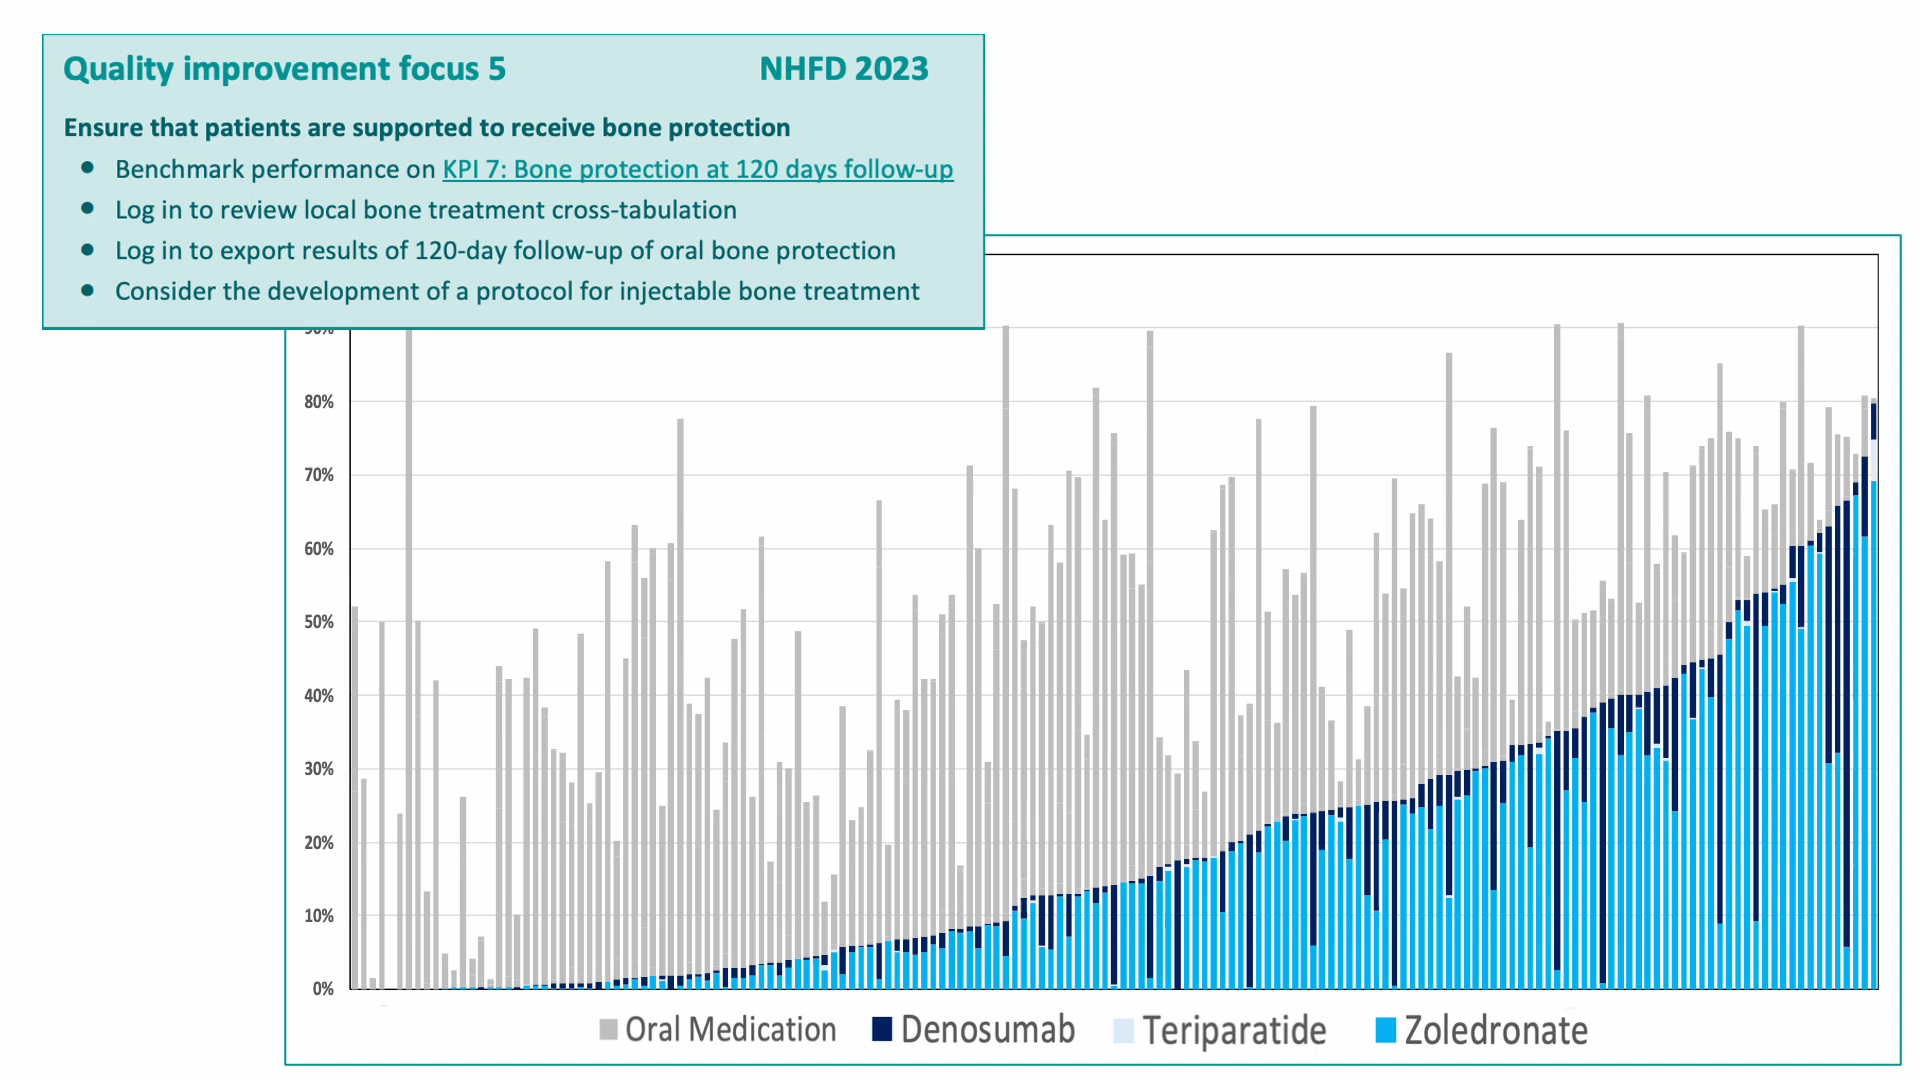 Quality improvement focus 5 NHFD 2023
Ensure that patients are supported to receive bone protection
• Benchmark performance on KPI 7: Bone protection at 120 days follow-up
• Log in to review local bone treatment cross-tabulation
• Log in to export results of 120-day follow-up of oral bone protection
• Consider the development of a protocol for injectable bone treatment
90%
80%
70%
60%
50%
40%
30%
20%
10%
0%
Oral Medication Denosumab Teriparatide Zoledronate